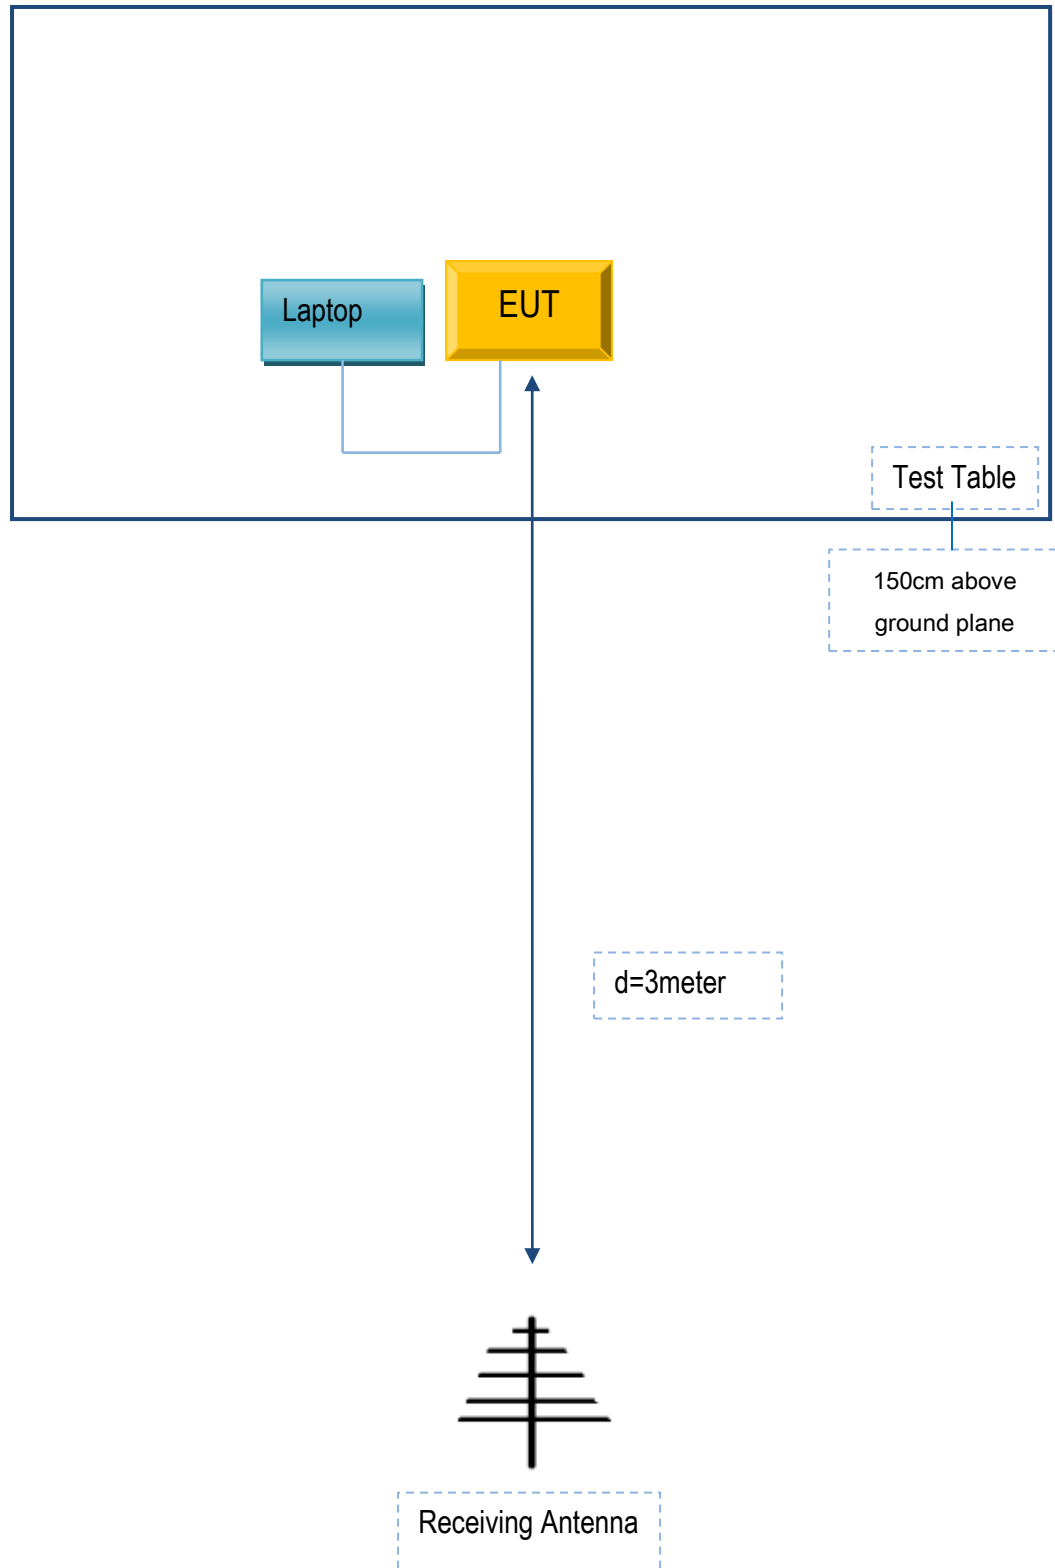 Laptop
EUT
Test Table
150cm above
ground plane
d=3meter
Receiving Antenna